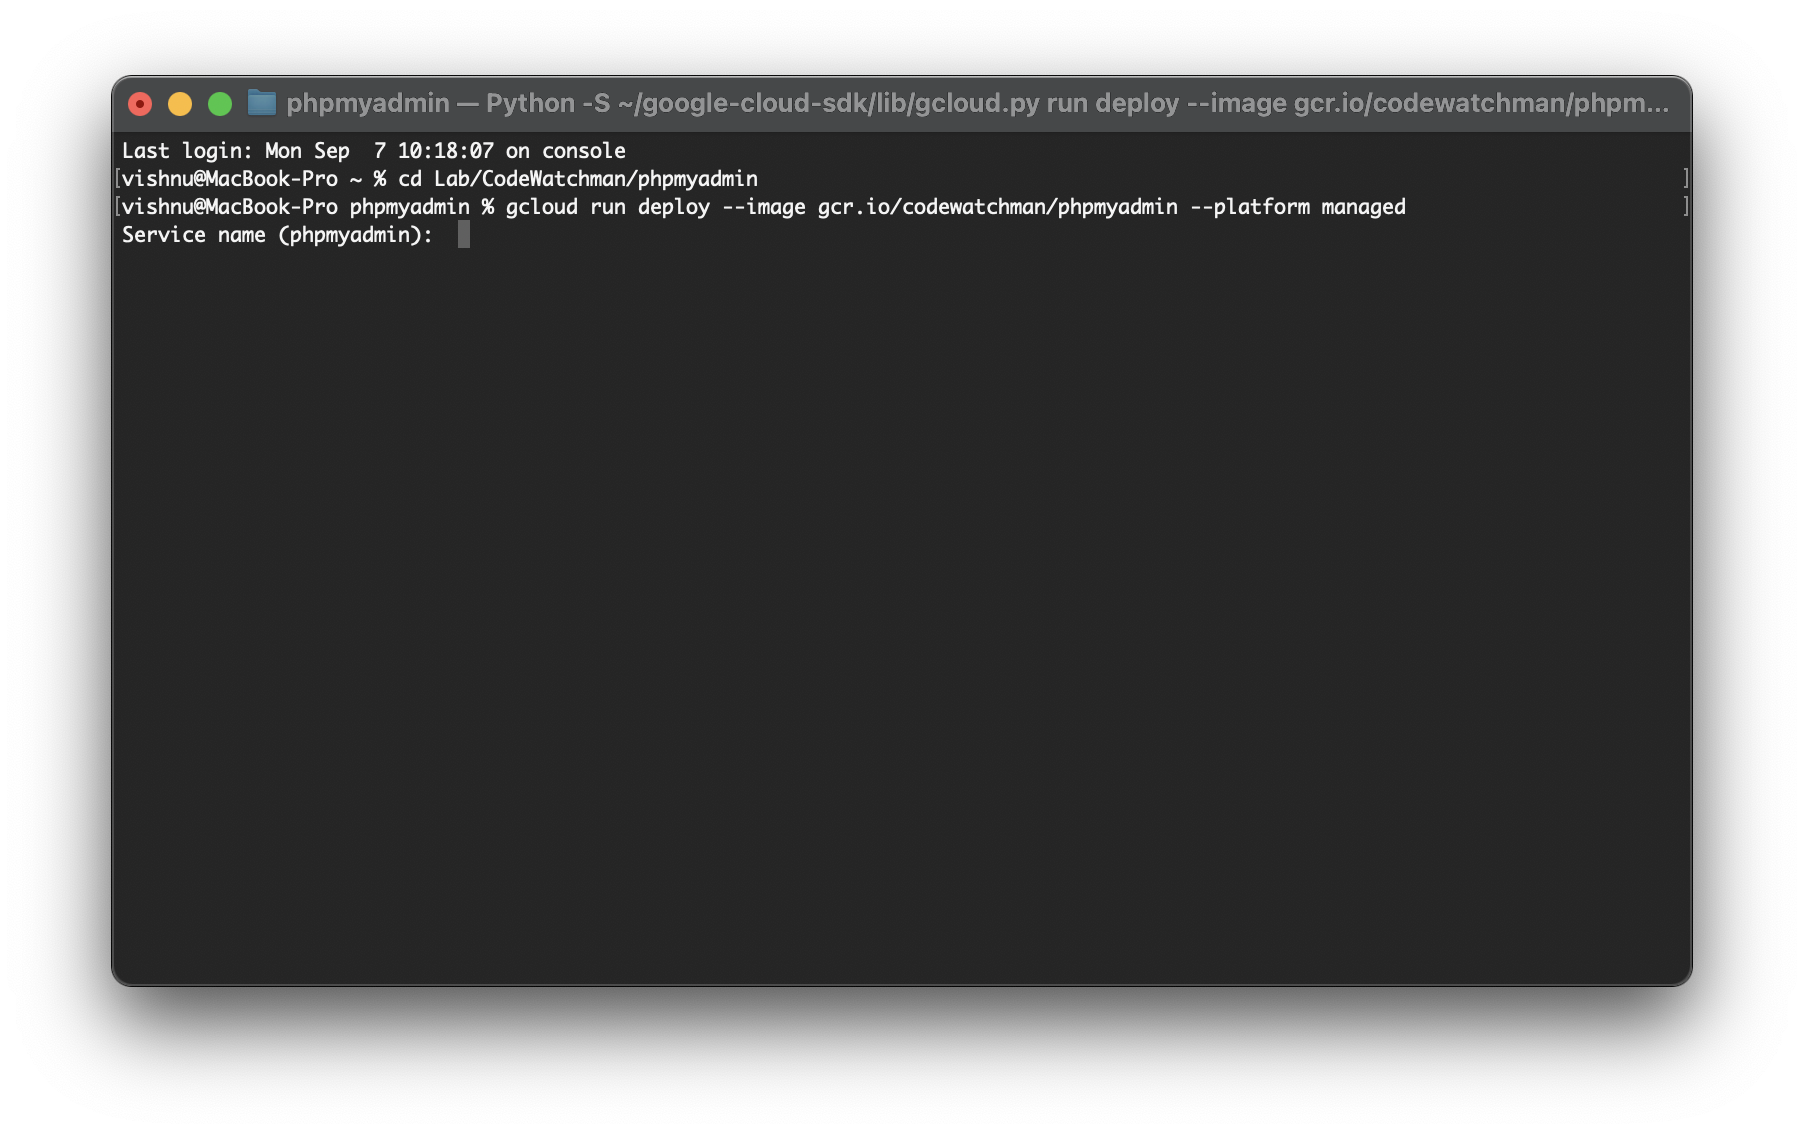 phpmyadmin — Python -S ~/google-cloud-sdk/lib/gcloud.py run deploy --image gcr.io/codewatchman/phpm...
Last login: Mon Sep  7 10:18:07 on console
[vishnu@MacBook-Pro ~ % cd Lab/CodeWatchman/phpmyadmin ]
[vishnu@MacBook-Pro phpmyadmin % gcloud run deploy --image gcr.io/codewatchman/phpmyadmin --platform managed ]
Service name (phpmyadmin):